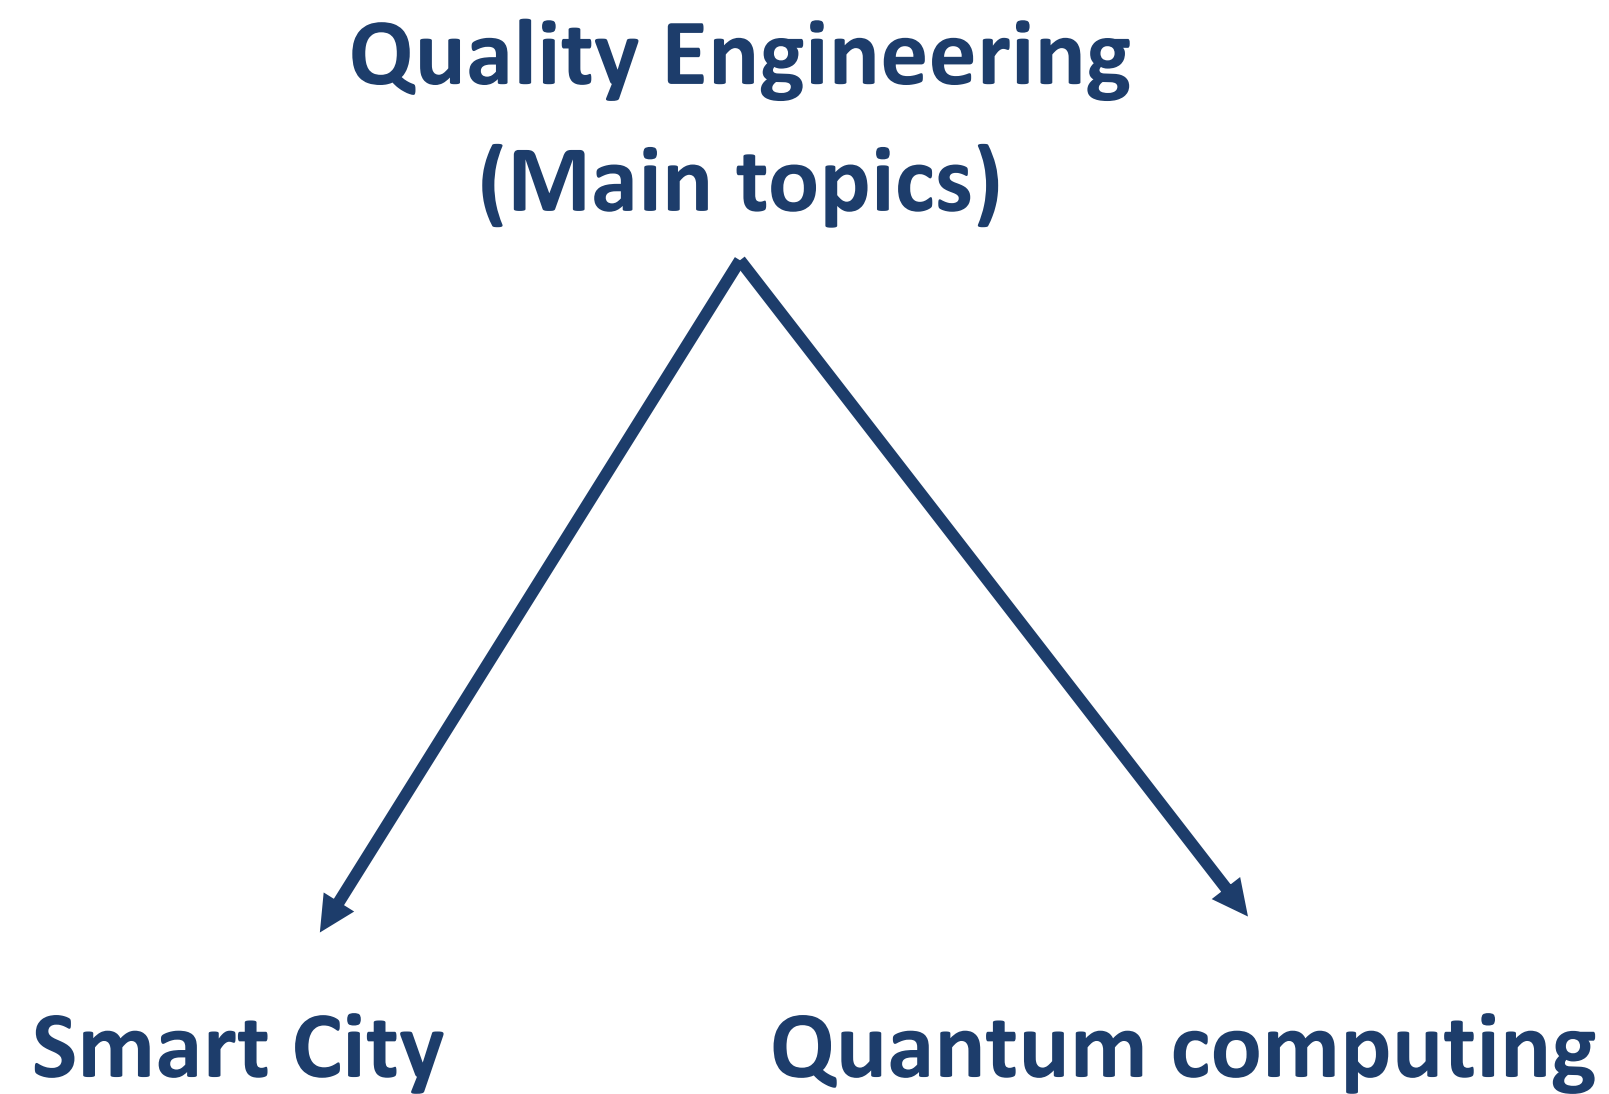 Quality Engineering
(Main topics)
Smart City
Quantum computing